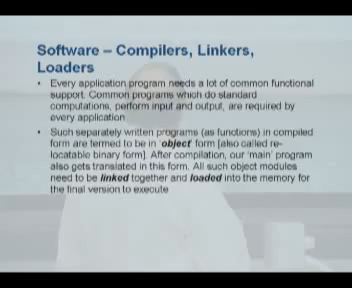 Software – Compilers, Linkers,
Loaders
• Every application program needs a lot of common functional
support. Common programs which do standard
computations, perform input and output, are required by
every application.
• Such separately written programs (as functions) in compiled
form are termed to be in 'object' form [also called re-
locatable binary form]. After compilation, our 'main' program
also gets translated in this form. All such object modules
need to be linked together and loaded into the memory for
the final version to execute